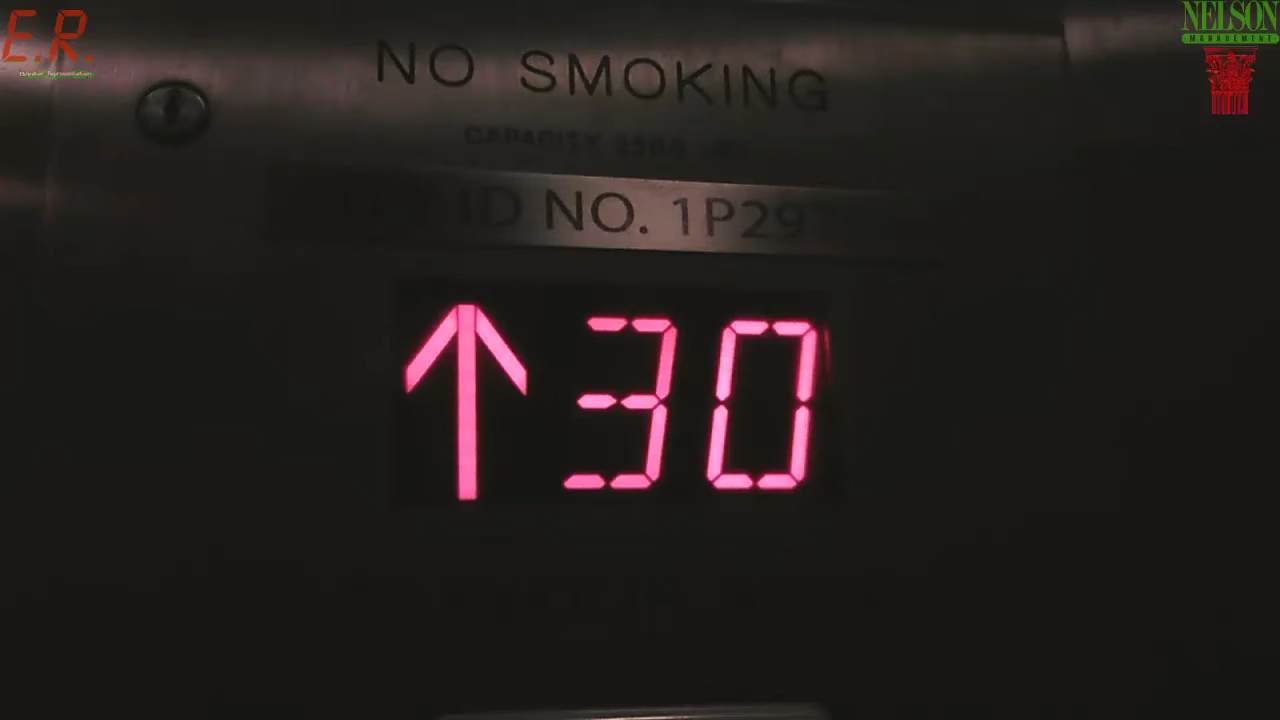 E.R.
NELSON
MANAGEMENT
NO SMOKING
CAPACITY
ID NO. 1P29
30